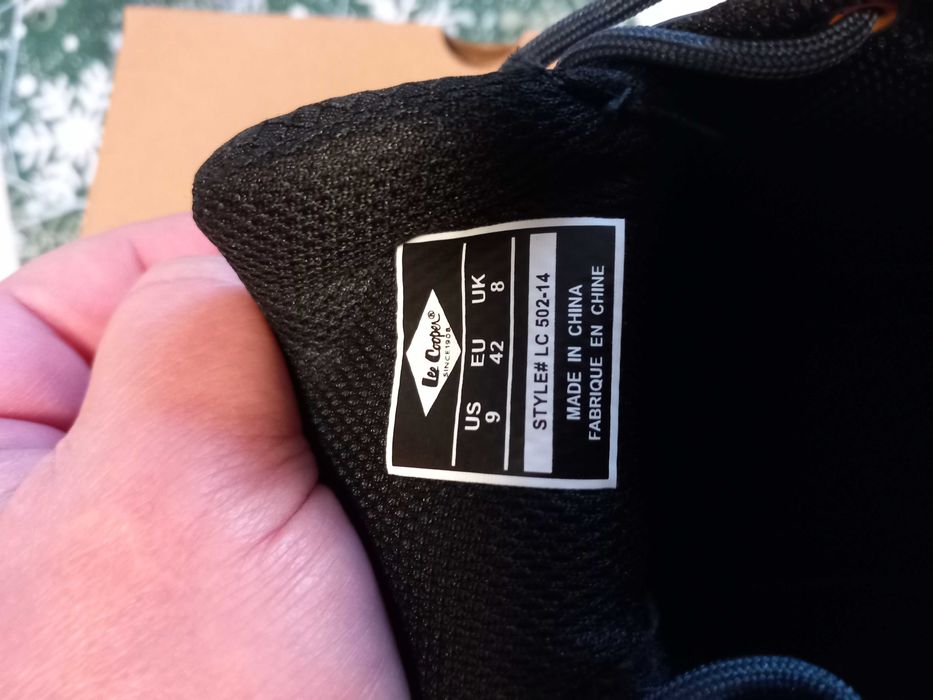 Lee Cooper®
SINCE 1908
US EU UK
9 42 8
STYLE# LC 502-14
MADE IN CHINA
FABRIQUE EN CHINE